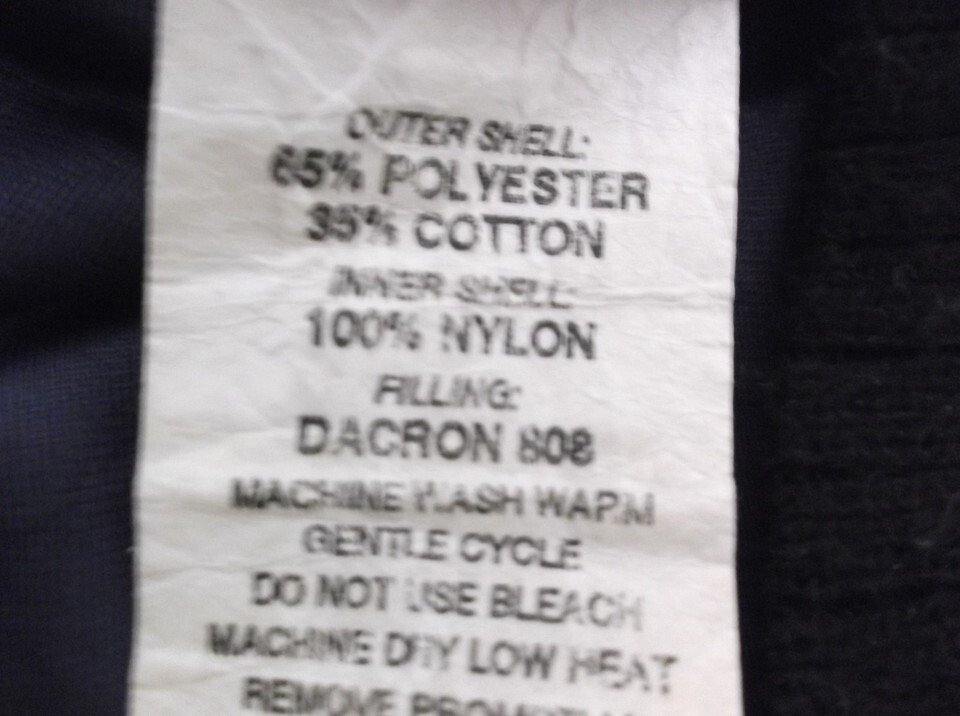 OUTER SHELL:
65% POLYESTER
35% COTTON
INNER SHELL:
100% NYLON
FILLING:
DACRON 808
MACHINE WASH WARM
GENTLE CYCLE
DO NOT USE BLEACH
MACHINE DRY LOW HEAT
REMOVE PROMPTLY